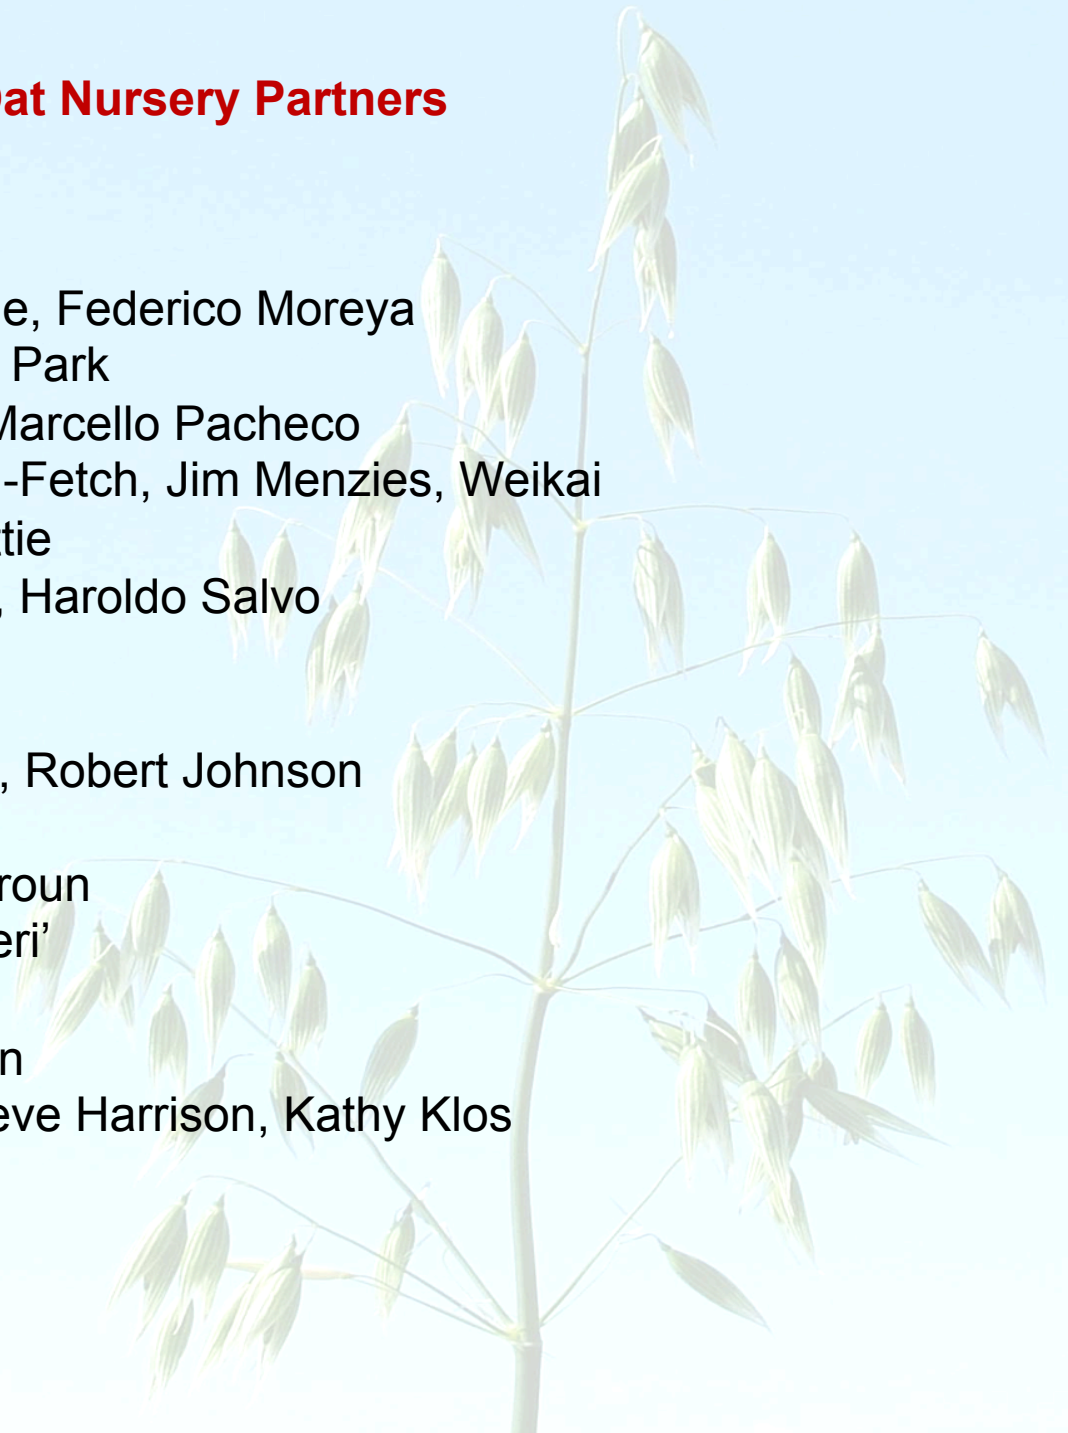 at Nursery Partners
e, Federico Moreya
Park
Marcello Pacheco
-Fetch, Jim Menzies, Weikai
tie
, Haroldo Salvo
, Robert Johnson
roun
eri’
n
eve Harrison, Kathy Klos